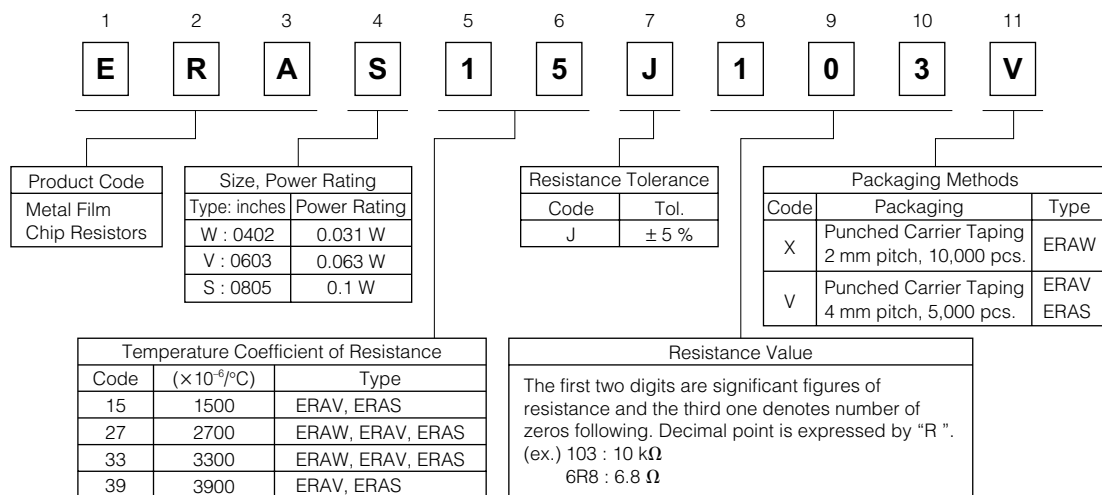 1 2 3 4 5 6 7 8 9 10 11
E R A S 1 5 J 1 0 3 V
Product Code
Metal Film
Chip Resistors
Size, Power Rating
Type: inches Power Rating
W : 0402 0.031 W
V : 0603 0.063 W
S : 0805 0.1 W
Resistance Tolerance
Code Tol.
J ± 5 %
Packaging Methods
Code Packaging Type
X Punched Carrier Taping 2 mm pitch, 10,000 pcs. ERAW
V Punched Carrier Taping 4 mm pitch, 5,000 pcs. ERAV ERAS
Temperature Coefficient of Resistance
Code (×10⁻⁶/°C) Type
15 1500 ERAV, ERAS
27 2700 ERAW, ERAV, ERAS
33 3300 ERAW, ERAV, ERAS
39 3900 ERAV, ERAS
Resistance Value
The first two digits are significant figures of
resistance and the third one denotes number of
zeros following. Decimal point is expressed by “R ”.
(ex.) 103 : 10 kΩ
6R8 : 6.8 Ω